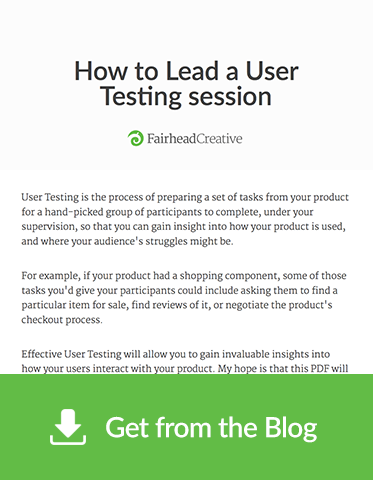 How to Lead a User
Testing session
FairheadCreative
User Testing is the process of preparing a set of tasks from your product
for a hand-picked group of participants to complete, under your
supervision, so that you can gain insight into how your product is used,
and where your audience's struggles might be.
For example, if your product had a shopping component, some of those
tasks you'd give your participants could include asking them to find a
particular item for sale, find reviews of it, or negotiate the product's
checkout process.
Effective User Testing will allow you to gain invaluable insights into
how your users interact with your product. My hope is that this PDF will
Get from the Blog